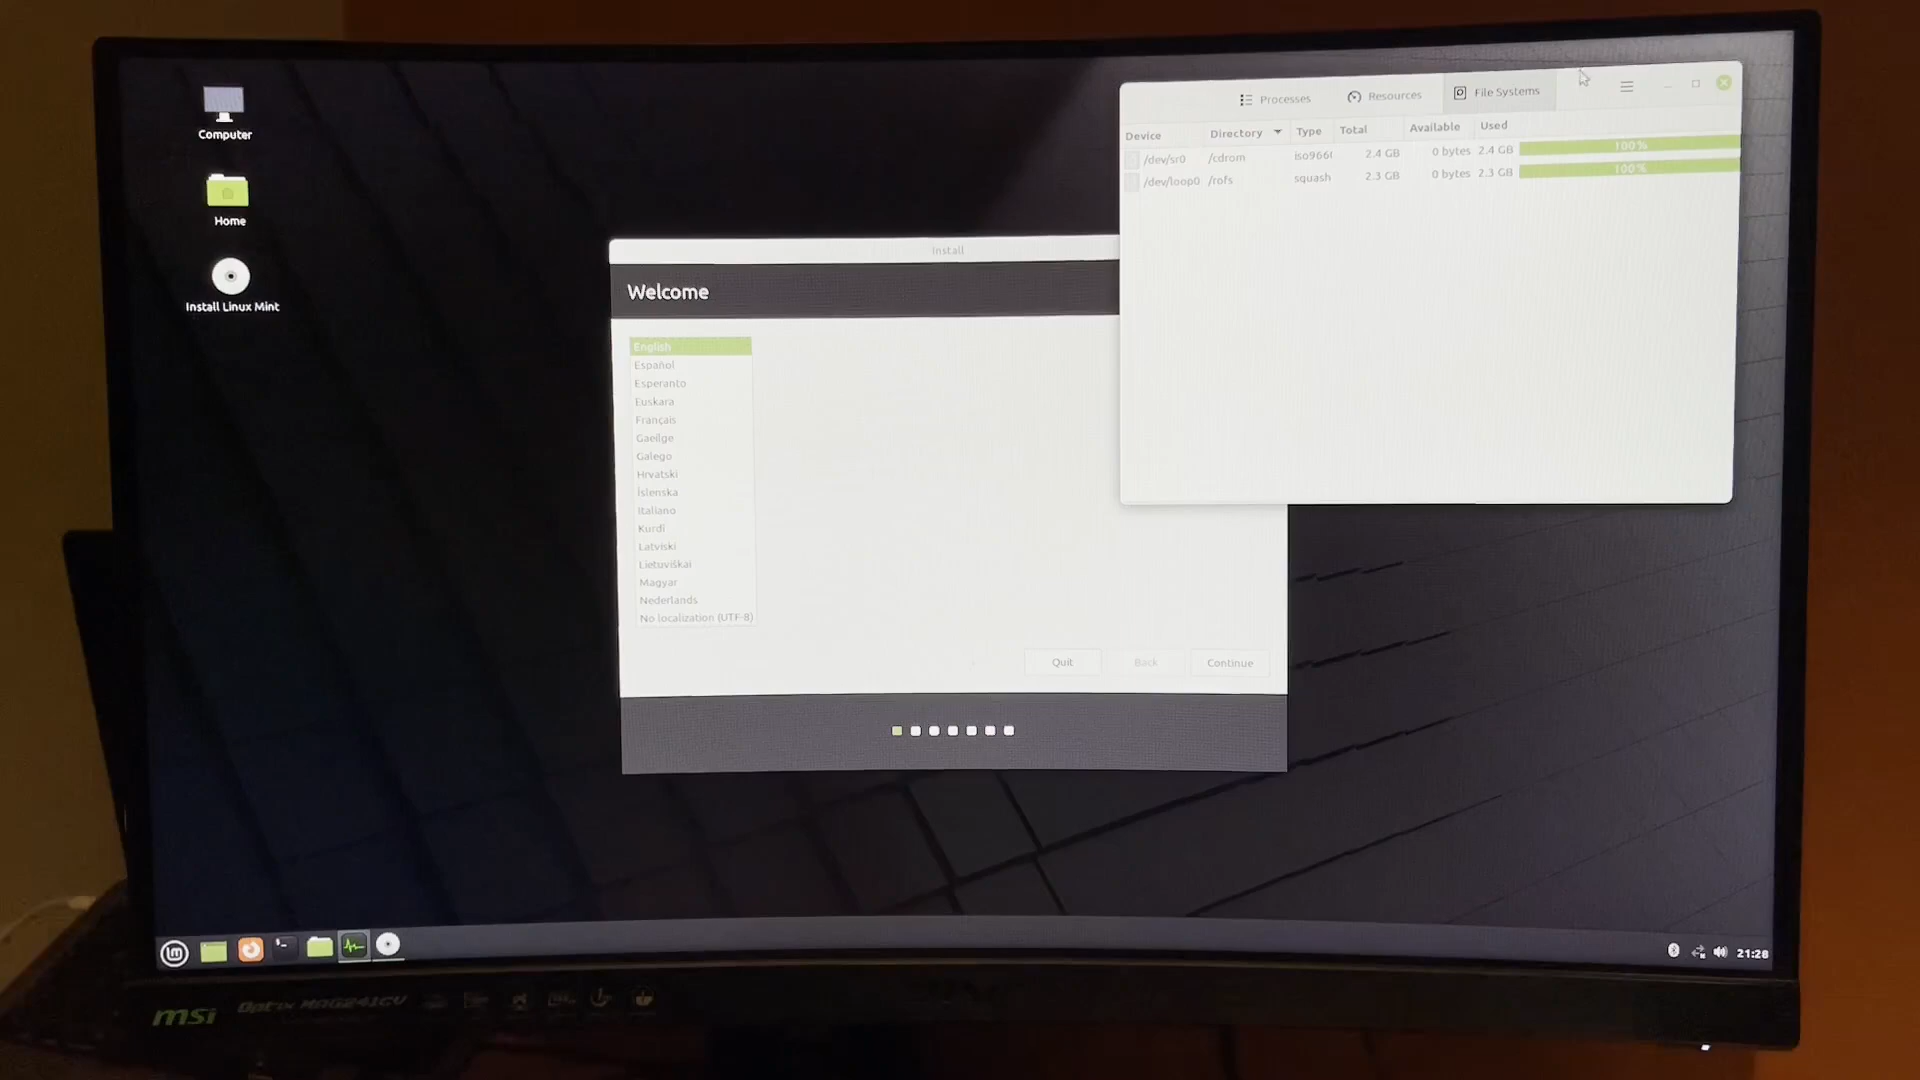 Computer
Home
Install Linux Mint
Processes
Resources
File Systems
Device Directory Type Total Available Used
/dev/sr0 /cdrom iso966( 2.4 GB 0 bytes 2.4 GB 100%
/dev/loop0 /rofs squash 2.3 GB 0 bytes 2.3 GB 100%
Install
Welcome
English
Español
Esperanto
Euskara
Français
Gaeilge
Galego
Hrvatski
Íslenska
Italiano
Kurdî
Latviski
Lietuviškai
Magyar
Nederlands
No localization (UTF-8)
Quit
Back
Continue
21:28
msi Optix MAG241CV